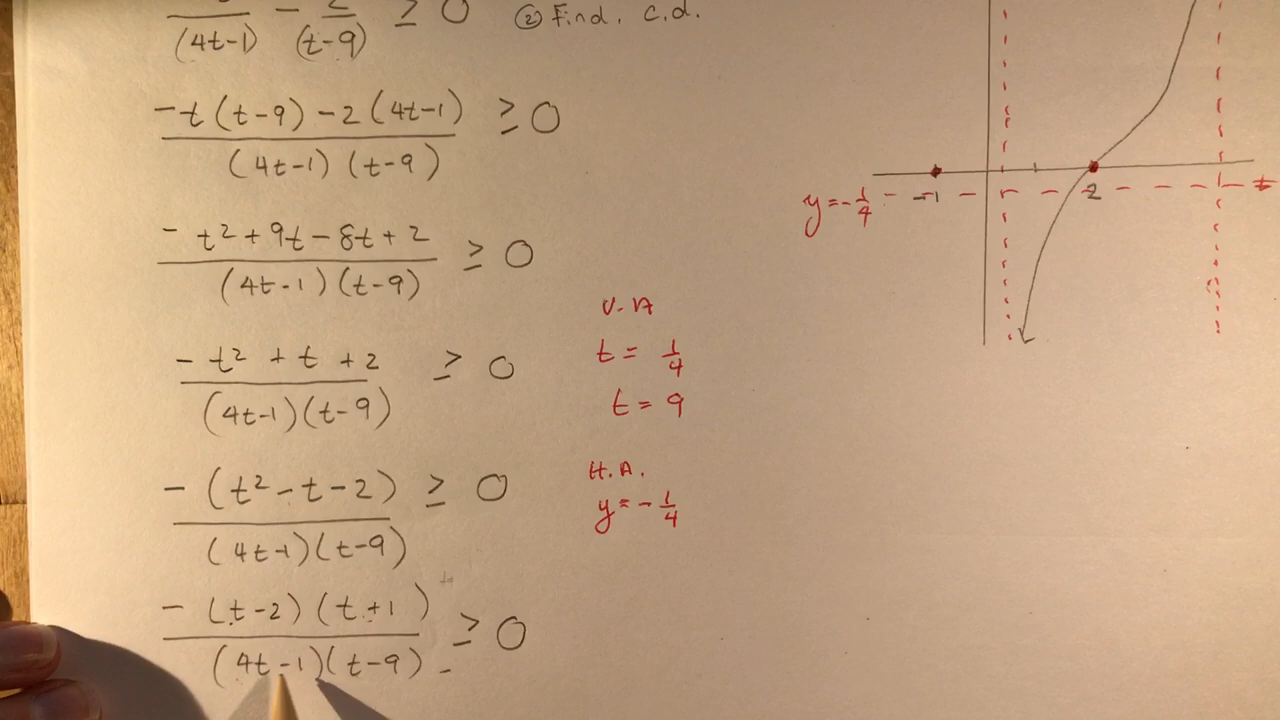 /(4t-1) - /(t-9) ≥ 0 ② Find. c.d.
-t(t-9) -2(4t-1) / (4t-1)(t-9) ≥ 0
-t² + 9t - 8t + 2 / (4t-1)(t-9) ≥ 0
-t² + t + 2 / (4t-1)(t-9) ≥ 0
-(t² - t - 2) / (4t-1)(t-9) ≥ 0
-(t-2)(t+1) / (4t-1)(t-9) ≥ 0
V.A
t = 1/4
t = 9
H.A.
y = -1/4
y = -1/4
-1
2
t